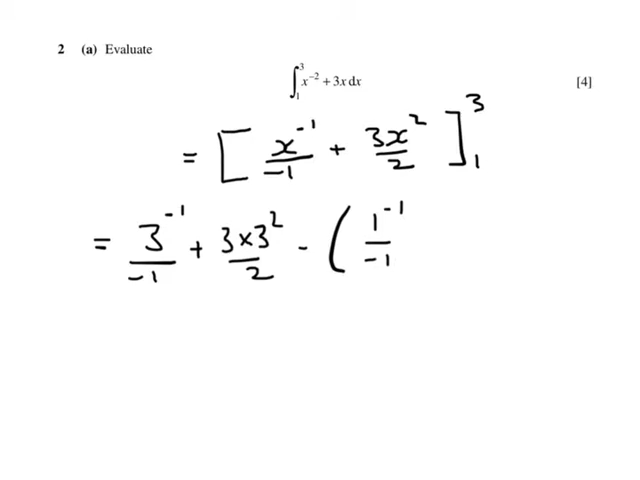 2 (a) Evaluate
∫₁³ x⁻² + 3x dx [4]
= [ x⁻¹/-1 + 3x²/2 ]₁³
= 3⁻¹/-1 + 3×3²/2 - ( 1⁻¹/-1